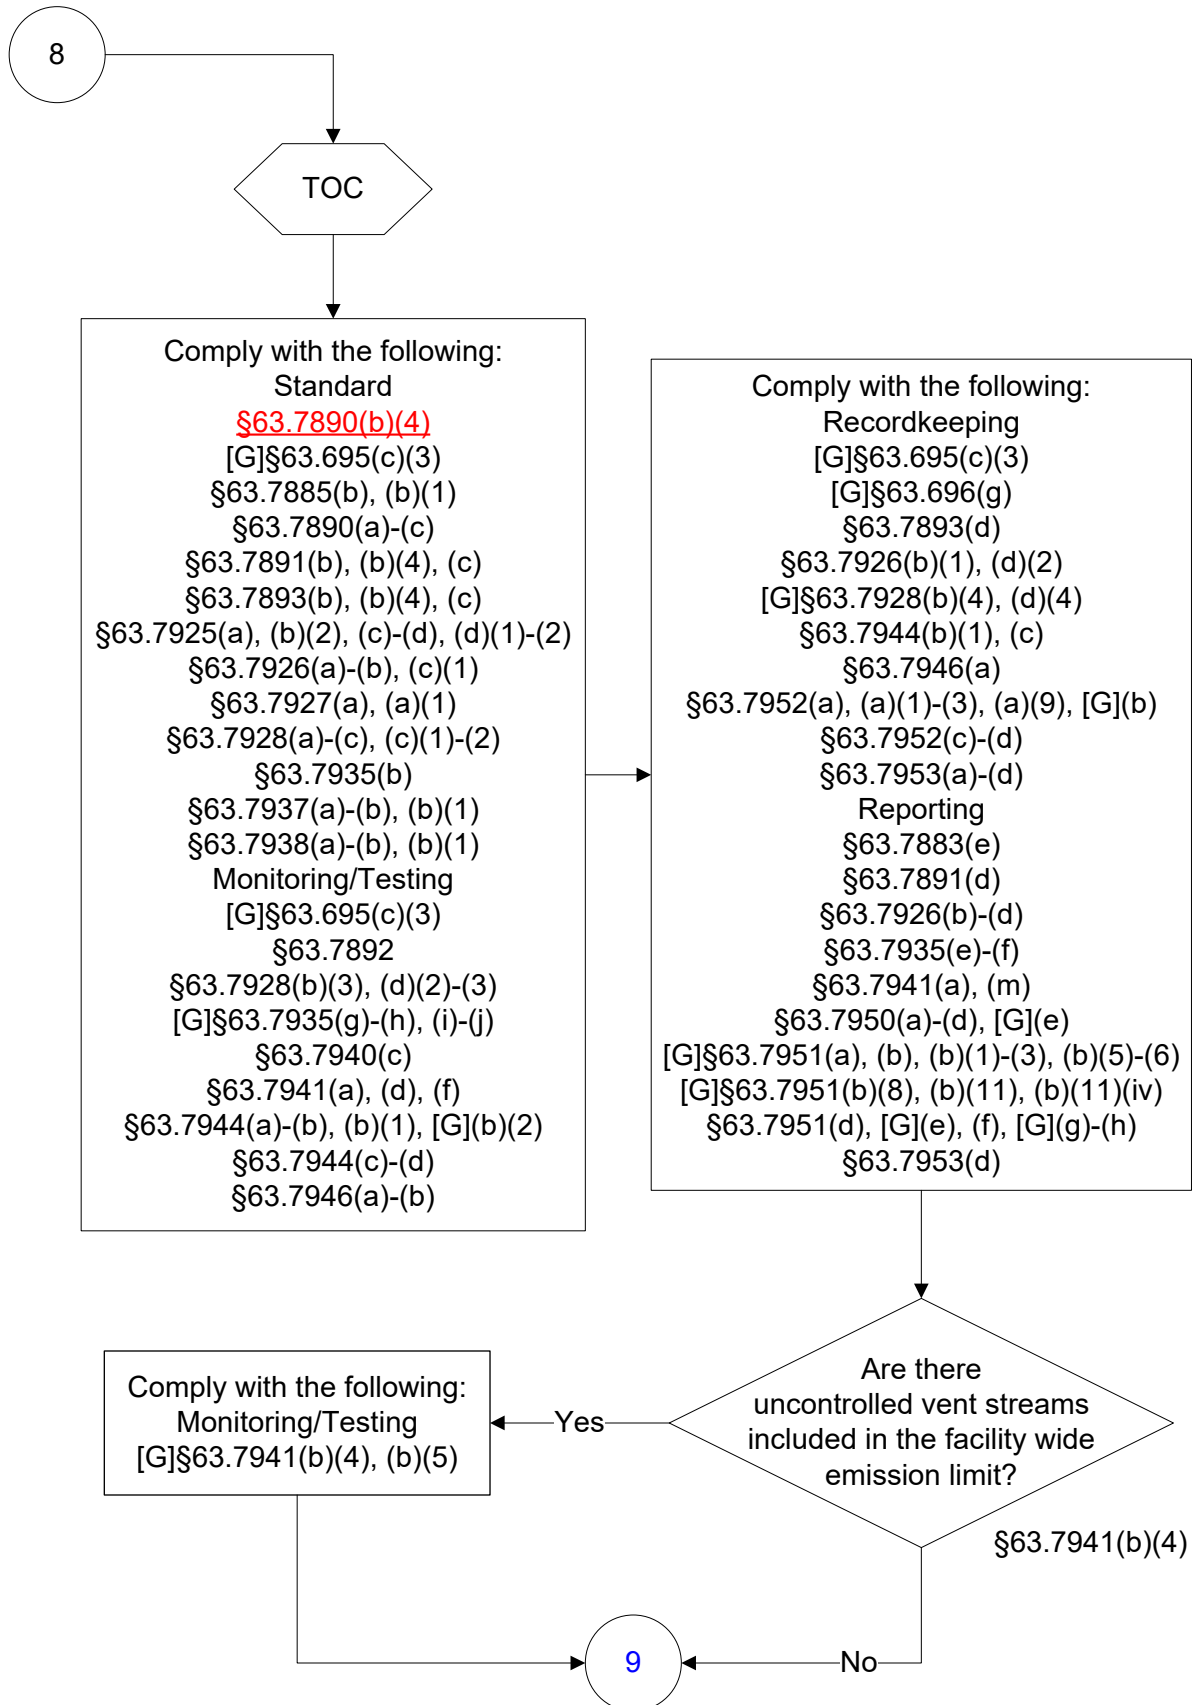 8
TOC
Comply with the following:
Standard
§63.7890(b)(4)
[G]§63.695(c)(3)
§63.7885(b), (b)(1)
§63.7890(a)-(c)
§63.7891(b), (b)(4), (c)
§63.7893(b), (b)(4), (c)
§63.7925(a), (b)(2), (c)-(d), (d)(1)-(2)
§63.7926(a)-(b), (c)(1)
§63.7927(a), (a)(1)
§63.7928(a)-(c), (c)(1)-(2)
§63.7935(b)
§63.7937(a)-(b), (b)(1)
§63.7938(a)-(b), (b)(1)
Monitoring/Testing
[G]§63.695(c)(3)
§63.7892
§63.7928(b)(3), (d)(2)-(3)
[G]§63.7935(g)-(h), (i)-(j)
§63.7940(c)
§63.7941(a), (d), (f)
§63.7944(a)-(b), (b)(1), [G](b)(2)
§63.7944(c)-(d)
§63.7946(a)-(b)
Comply with the following:
Recordkeeping
[G]§63.695(c)(3)
[G]§63.696(g)
§63.7893(d)
§63.7926(b)(1), (d)(2)
[G]§63.7928(b)(4), (d)(4)
§63.7944(b)(1), (c)
§63.7946(a)
§63.7952(a), (a)(1)-(3), (a)(9), [G](b)
§63.7952(c)-(d)
§63.7953(a)-(d)
Reporting
§63.7883(e)
§63.7891(d)
§63.7926(b)-(d)
§63.7935(e)-(f)
§63.7941(a), (m)
§63.7950(a)-(d), [G](e)
[G]§63.7951(a), (b), (b)(1)-(3), (b)(5)-(6)
[G]§63.7951(b)(8), (b)(11), (b)(11)(iv)
§63.7951(d), [G](e), (f), [G](g)-(h)
§63.7953(d)
Are there
uncontrolled vent streams
included in the facility wide
emission limit?
§63.7941(b)(4)
Yes
Comply with the following:
Monitoring/Testing
[G]§63.7941(b)(4), (b)(5)
No
9